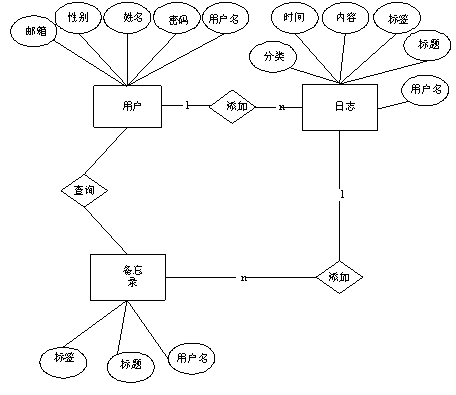 邮箱
性别
姓名
密码
用户名
时间
内容
标签
标题
分类
用户名
用户
1
添加
n
日志
查询
1
备忘
录
n
添加
标签
标题
用户名